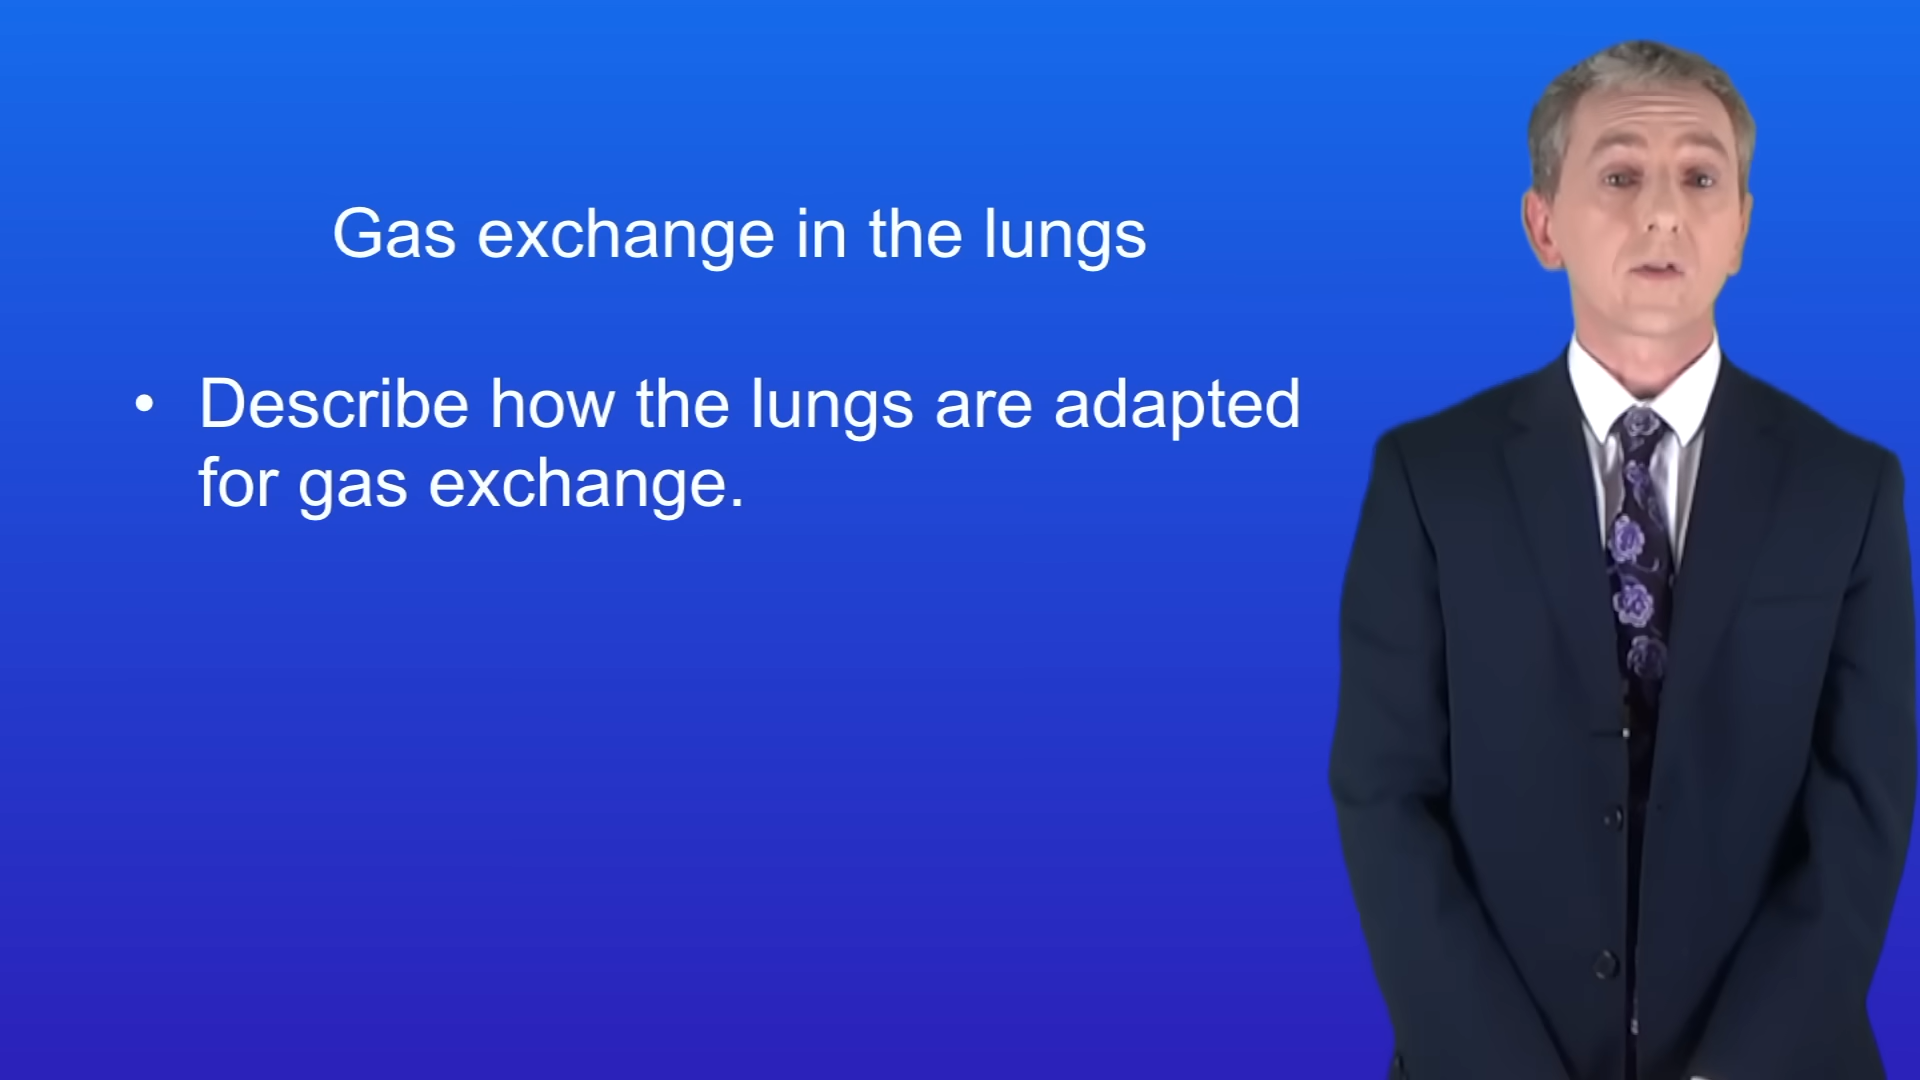 Gas exchange in the lungs
• Describe how the lungs are adapted
for gas exchange.